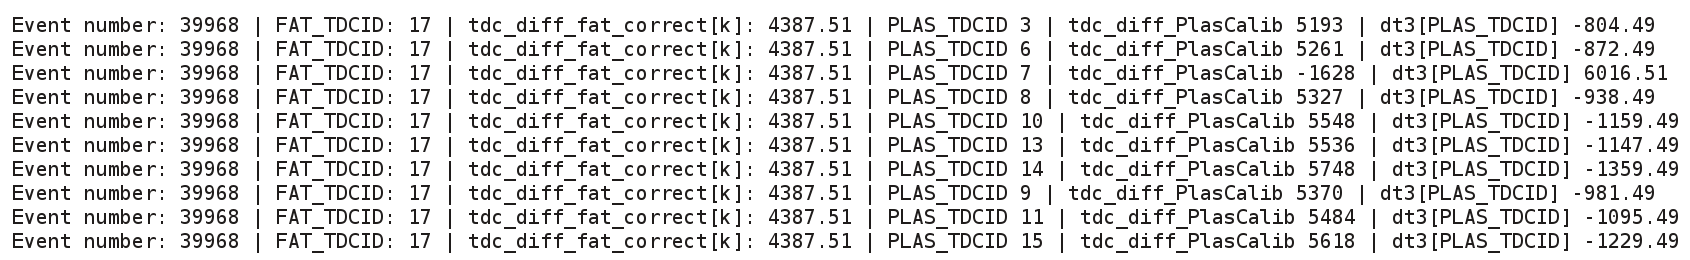 Event number: 39968 | FAT_TDCID: 17 | tdc_diff_fat_correct[k]: 4387.51 | PLAS_TDCID 3 | tdc_diff_PlasCalib 5193 | dt3[PLAS_TDCID] -804.49
Event number: 39968 | FAT_TDCID: 17 | tdc_diff_fat_correct[k]: 4387.51 | PLAS_TDCID 6 | tdc_diff_PlasCalib 5261 | dt3[PLAS_TDCID] -872.49
Event number: 39968 | FAT_TDCID: 17 | tdc_diff_fat_correct[k]: 4387.51 | PLAS_TDCID 7 | tdc_diff_PlasCalib -1628 | dt3[PLAS_TDCID] 6016.51
Event number: 39968 | FAT_TDCID: 17 | tdc_diff_fat_correct[k]: 4387.51 | PLAS_TDCID 8 | tdc_diff_PlasCalib 5327 | dt3[PLAS_TDCID] -938.49
Event number: 39968 | FAT_TDCID: 17 | tdc_diff_fat_correct[k]: 4387.51 | PLAS_TDCID 10 | tdc_diff_PlasCalib 5548 | dt3[PLAS_TDCID] -1159.49
Event number: 39968 | FAT_TDCID: 17 | tdc_diff_fat_correct[k]: 4387.51 | PLAS_TDCID 13 | tdc_diff_PlasCalib 5536 | dt3[PLAS_TDCID] -1147.49
Event number: 39968 | FAT_TDCID: 17 | tdc_diff_fat_correct[k]: 4387.51 | PLAS_TDCID 14 | tdc_diff_PlasCalib 5748 | dt3[PLAS_TDCID] -1359.49
Event number: 39968 | FAT_TDCID: 17 | tdc_diff_fat_correct[k]: 4387.51 | PLAS_TDCID 9 | tdc_diff_PlasCalib 5370 | dt3[PLAS_TDCID] -981.49
Event number: 39968 | FAT_TDCID: 17 | tdc_diff_fat_correct[k]: 4387.51 | PLAS_TDCID 11 | tdc_diff_PlasCalib 5484 | dt3[PLAS_TDCID] -1095.49
Event number: 39968 | FAT_TDCID: 17 | tdc_diff_fat_correct[k]: 4387.51 | PLAS_TDCID 15 | tdc_diff_PlasCalib 5618 | dt3[PLAS_TDCID] -1229.49